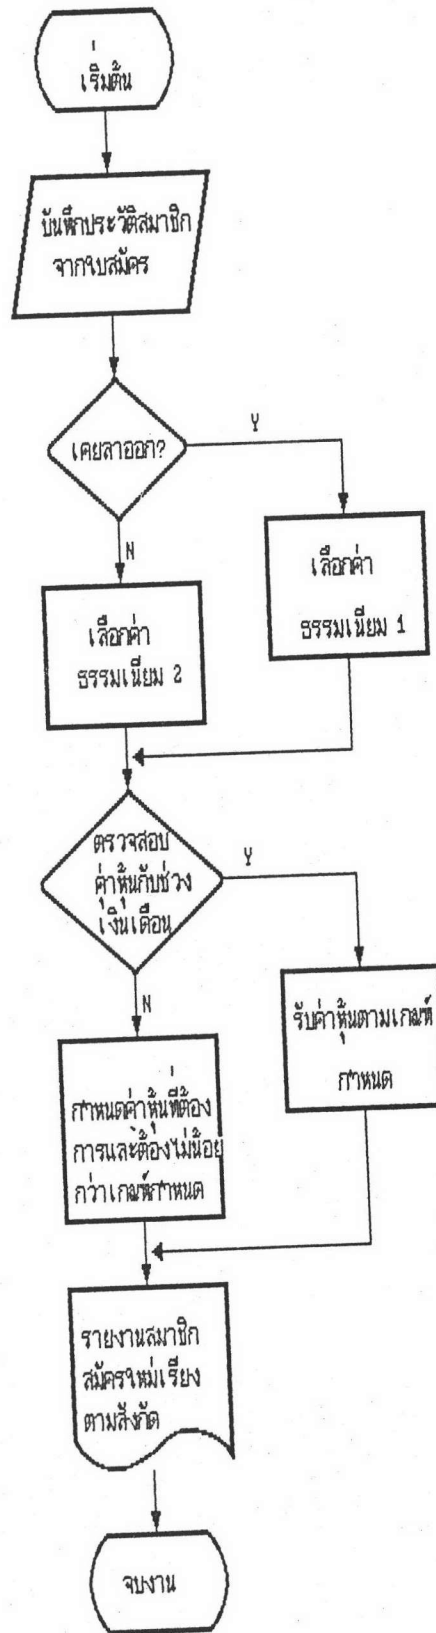 เริ่มต้น
บันทึกประวัติสมาชิก
จากใบสมัคร
เคยลาออก?
Y
N
เลือกค่า
ธรรมเนียม 1
เลือกค่า
ธรรมเนียม 2
ตรวจสอบ
ค่าหุ้นกับช่วง
เงินเดือน
Y
N
รับค่าหุ้นตามเกณฑ์
กำหนด
กำหนดค่าหุ้นที่ต้อง
การและต้องไม่น้อย
กว่าเกณฑ์กำหนด
รายงานสมาชิก
สมัครใหม่เรียง
ตามสังกัด
จบงาน